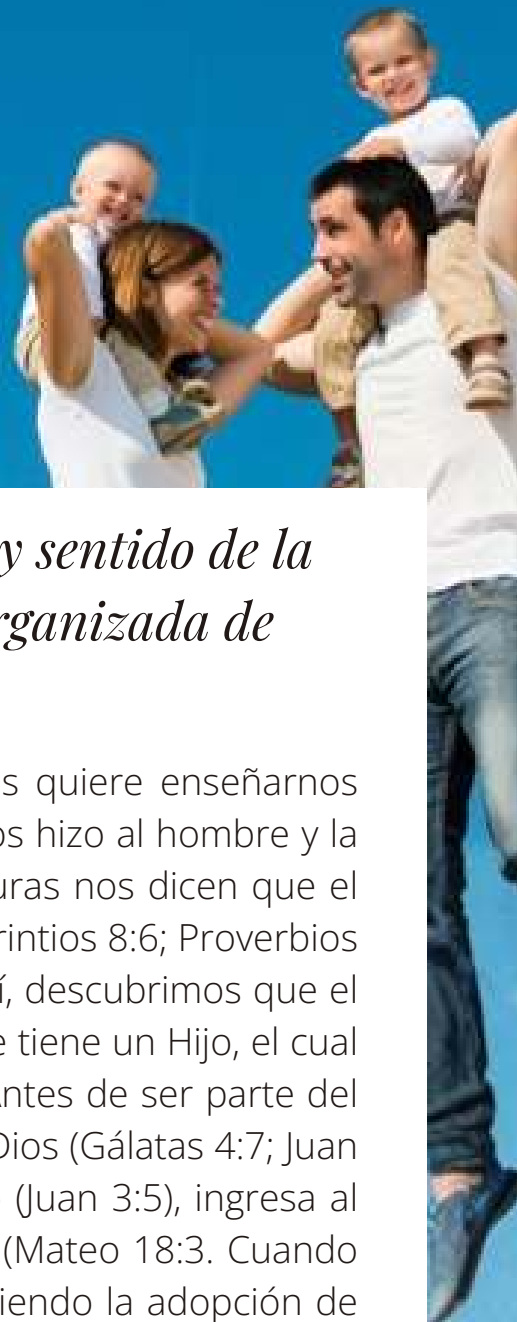 y sentido de la
rganizada de
s quiere enseñarnos
os hizo al hombre y la
uras nos dicen que el
rintios 8:6; Proverbios
í, descubrimos que el
e tiene un Hijo, el cual
Antes de ser parte del
Dios (Gálatas 4:7; Juan
(Juan 3:5), ingresa al
(Mateo 18:3. Cuando
iendo la adopción de